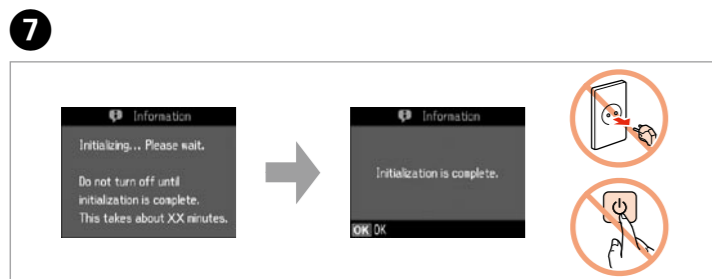 7
Information
Initializing... Please wait.
Do not turn off until
initialization is complete.
This takes about XX minutes.
Information
Initialization is complete.
OK OK